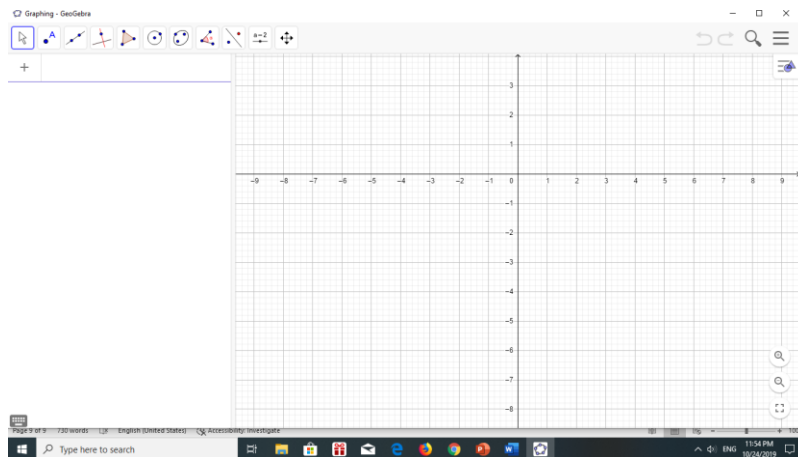 Graphing - GeoGebra
A
a=2
+
3
2
1
-9 -8 -7 -6 -5 -4 -3 -2 -1 0 1 2 3 4 5 6 7 8 9
-1
-2
-3
-4
-5
-6
-7
-8
Page 9 of 9 730 words English (United States) Accessibility: Investigate
Type here to search
ENG
11:54 PM
10/24/2019